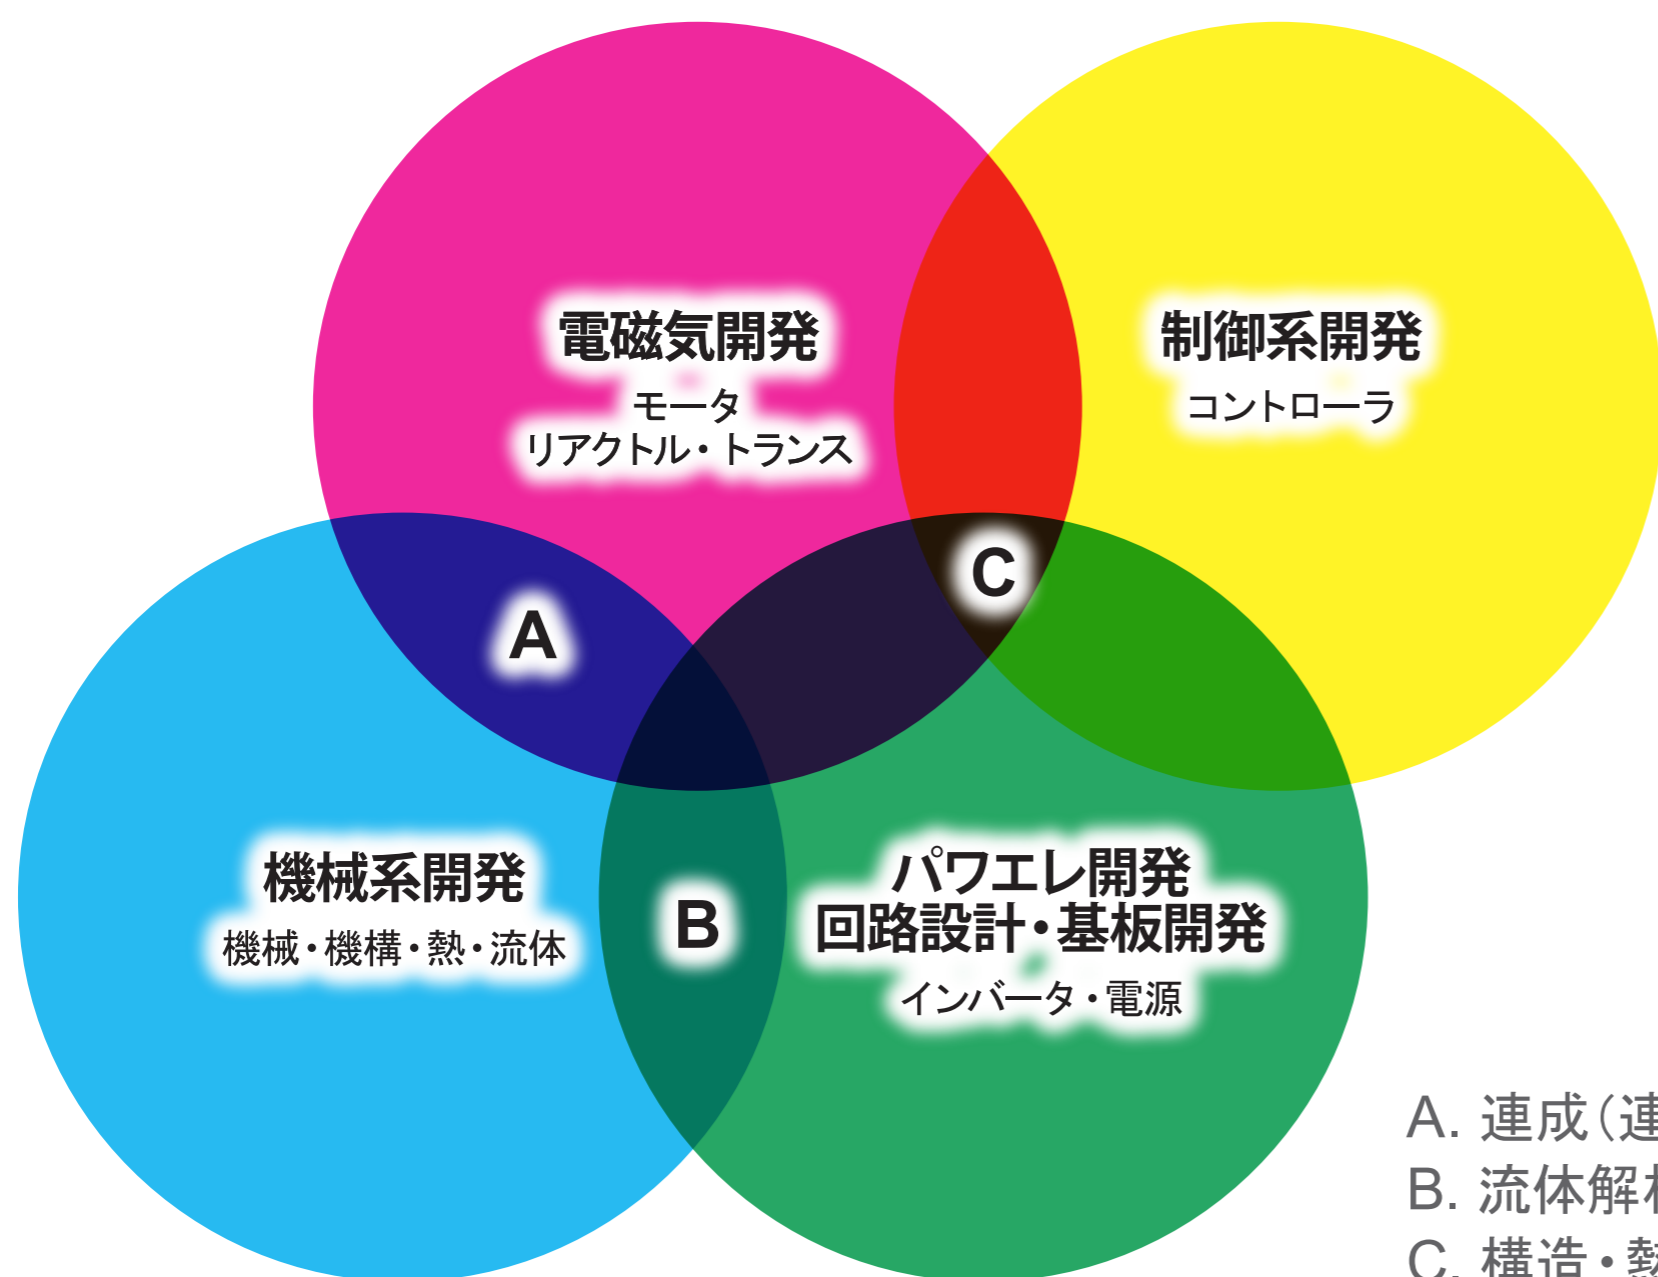 電磁気開発
モータ
リアクトル・トランス
制御系開発
コントローラ
A
C
機械系開発
機械・機構・熱・流体
B
パワエレ開発
回路設計・基板開発
インバータ・電源
A. 連成（連
B. 流体解
C. 構造・熱